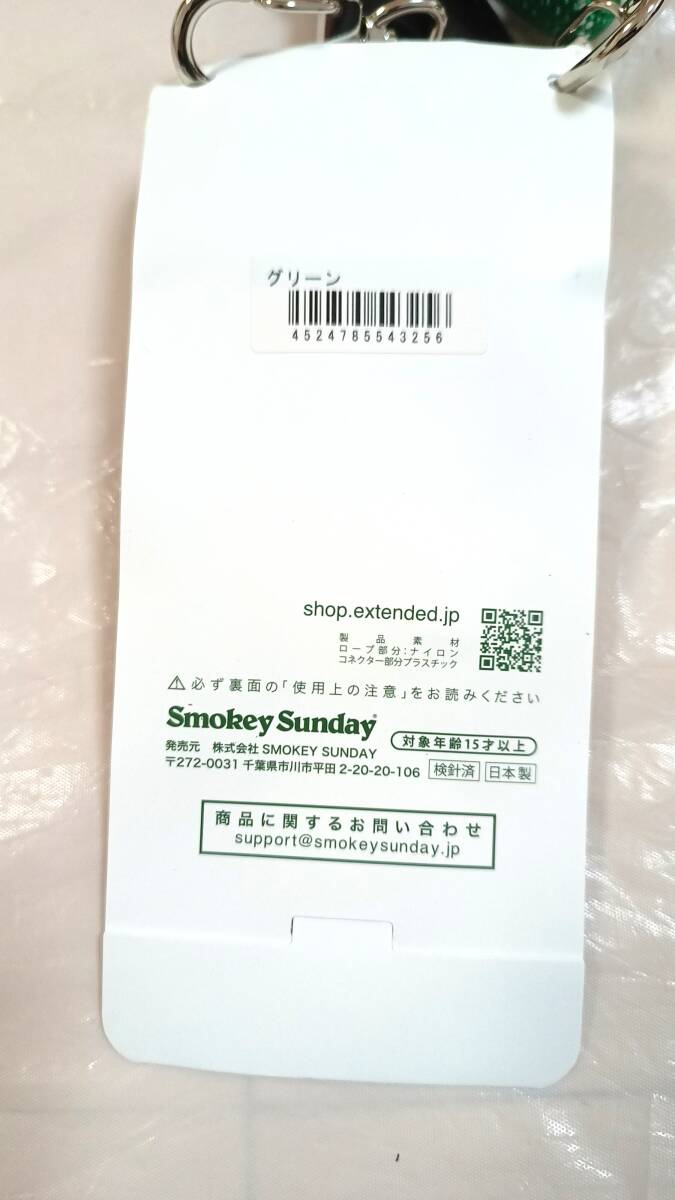 グリーン
4524785543256
shop.extended.jp
製品素材
ロープ部分:ナイロン
コネクター部分プラスチック
⚠必ず裏面の「使用上の注意」をお読みください
Smokey Sunday
対象年齢15才以上
発売元 株式会社 SMOKEY SUNDAY
〒272-0031 千葉県市川市平田 2-20-20-106 検針済 日本製
商品に関するお問い合わせ
support@smokeysunday.jp